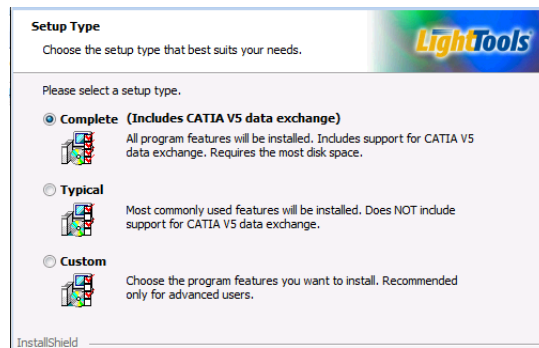 Setup Type
Choose the setup type that best suits your needs.
LightTools
Please select a setup type.
Complete (Includes CATIA V5 data exchange)
All program features will be installed. Includes support for CATIA V5
data exchange. Requires the most disk space.
Typical
Most commonly used features will be installed. Does NOT include
support for CATIA V5 data exchange.
Custom
Choose the program features you want to install. Recommended
only for advanced users.
InstallShield